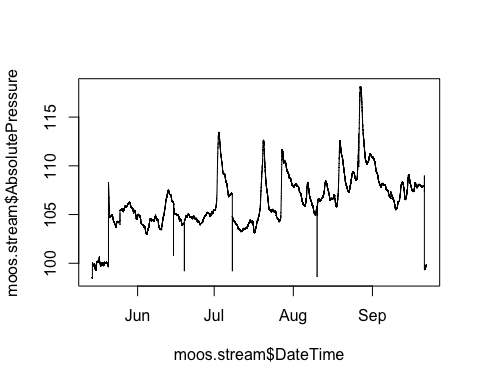 moos.stream$AbsolutePressure
115
110
105
100
Jun Jul Aug Sep
moos.stream$DateTime